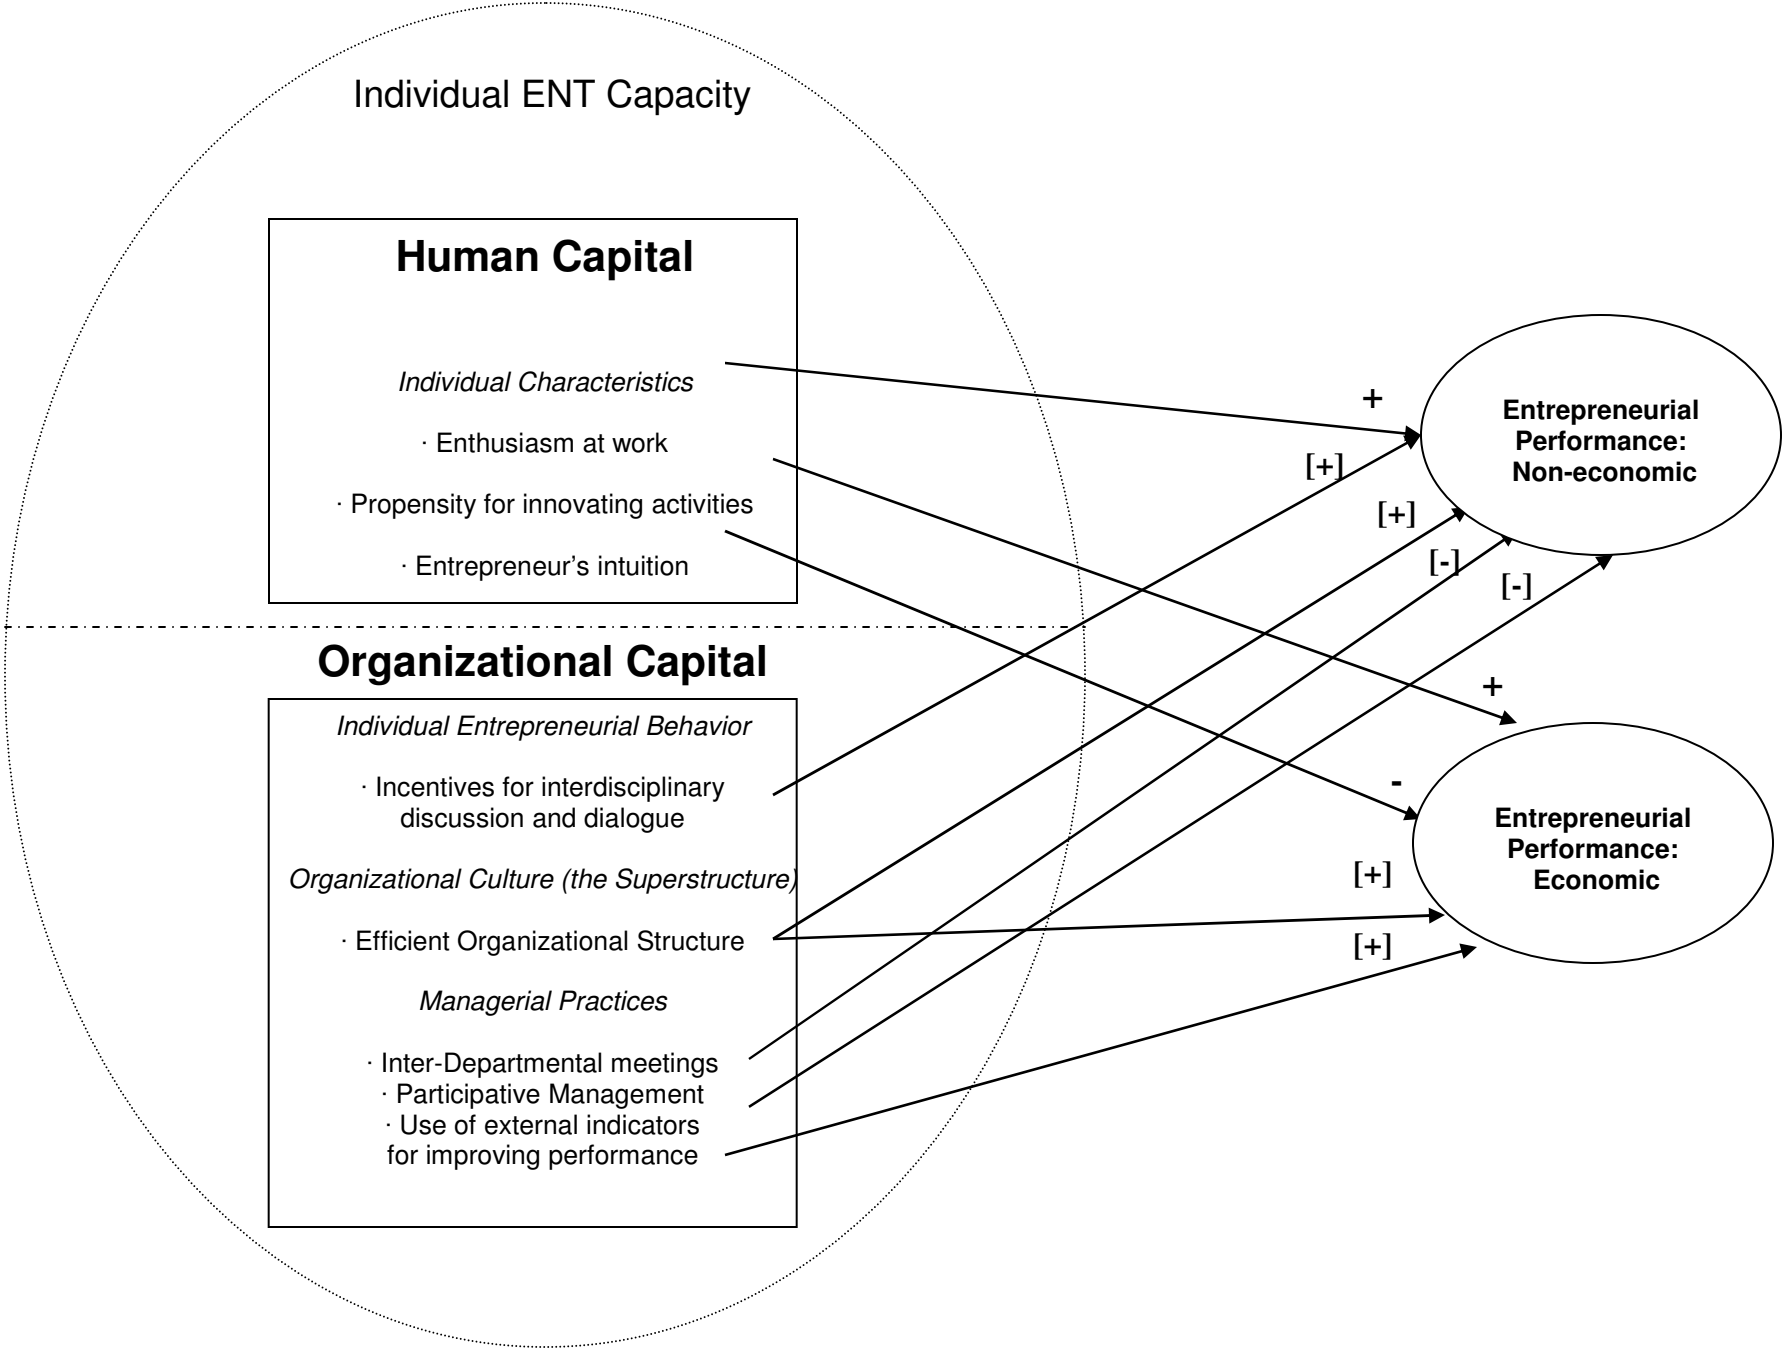 Individual ENT Capacity
Human Capital
Individual Characteristics
· Enthusiasm at work
· Propensity for innovating activities
· Entrepreneur’s intuition
Organizational Capital
Individual Entrepreneurial Behavior
· Incentives for interdisciplinary
discussion and dialogue
Organizational Culture (the Superstructure)
· Efficient Organizational Structure
Managerial Practices
· Inter-Departmental meetings
· Participative Management
· Use of external indicators
for improving performance
+
[+]
[+]
[-]
[-]
Entrepreneurial
Performance:
Non-economic
+
-
[+]
[+]
Entrepreneurial
Performance:
Economic